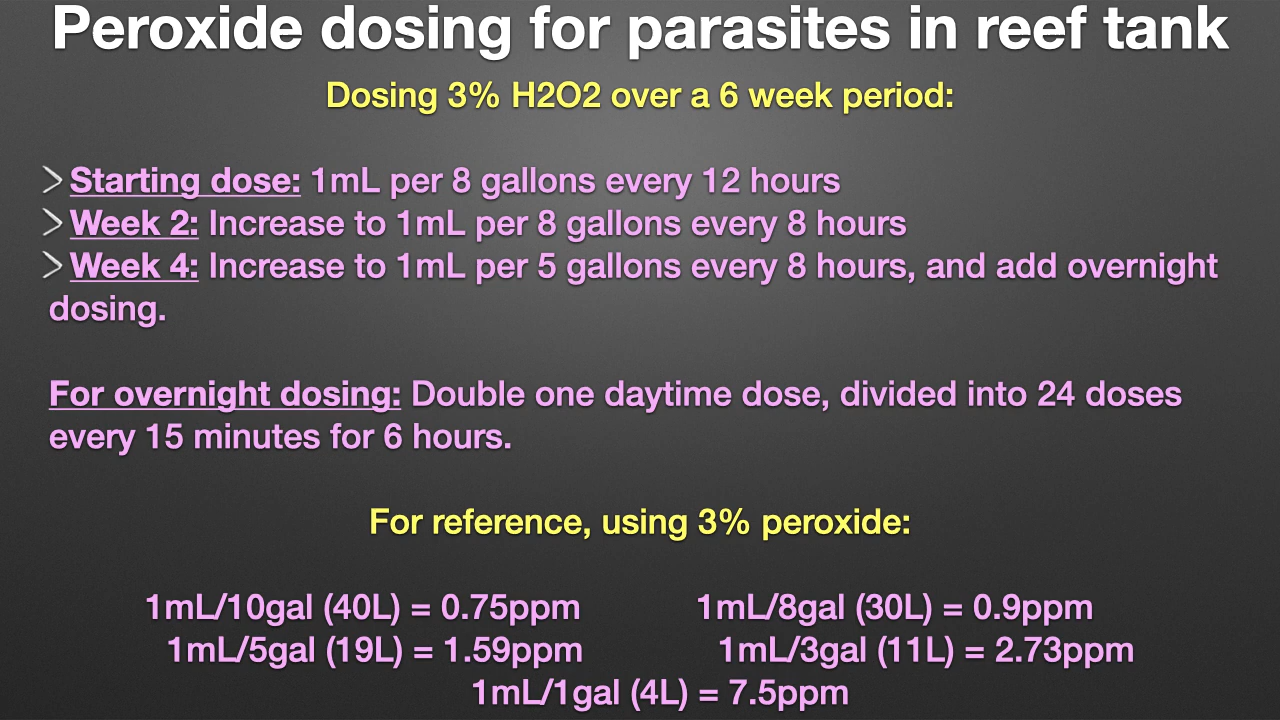 Peroxide dosing for parasites in reef tank
Dosing 3% H2O2 over a 6 week period:
Starting dose: 1mL per 8 gallons every 12 hours
Week 2: Increase to 1mL per 8 gallons every 8 hours
Week 4: Increase to 1mL per 5 gallons every 8 hours, and add overnight
dosing.
For overnight dosing: Double one daytime dose, divided into 24 doses
every 15 minutes for 6 hours.
For reference, using 3% peroxide:
1mL/10gal (40L) = 0.75ppm 1mL/8gal (30L) = 0.9ppm
1mL/5gal (19L) = 1.59ppm 1mL/3gal (11L) = 2.73ppm
1mL/1gal (4L) = 7.5ppm